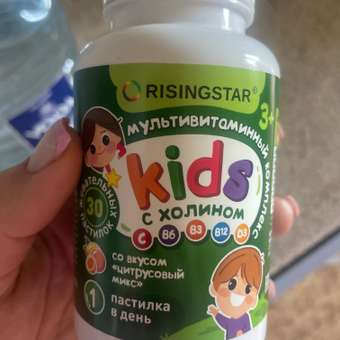 RISINGSTAR®
3+
мультивитаминный комплекс
kids
с холином
C B6 B3 B12 D3
30
пастилок
со вкусом
«цитрусовый
микс»
1 пастилка
в день